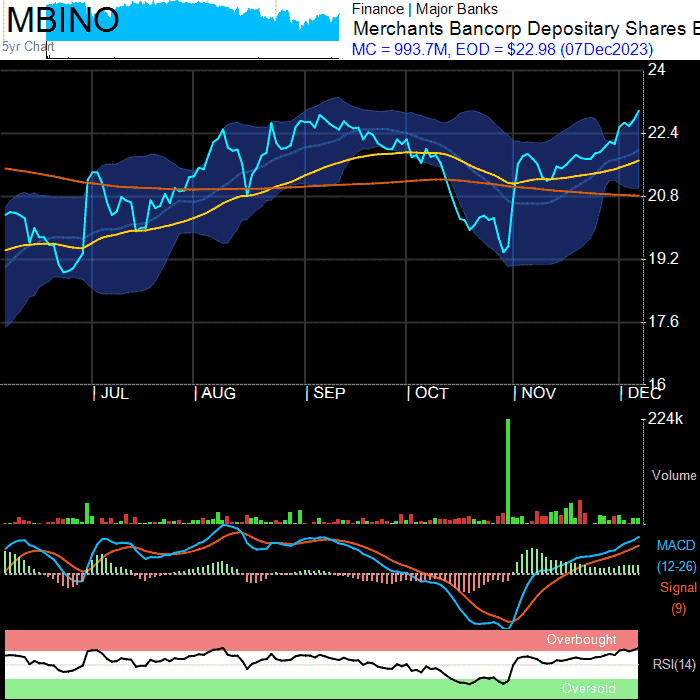 MBINO
5yr Chart
Finance | Major Banks
Merchants Bancorp Depositary Shares E
MC = 993.7M, EOD = $22.98 (07Dec2023)
24
22.4
20.8
19.2
17.6
16
JUL
AUG
SEP
OCT
NOV
DEC
224k
Volume
MACD
(12-26)
Signal
(9)
Overbought
RSI(14)
Oversold